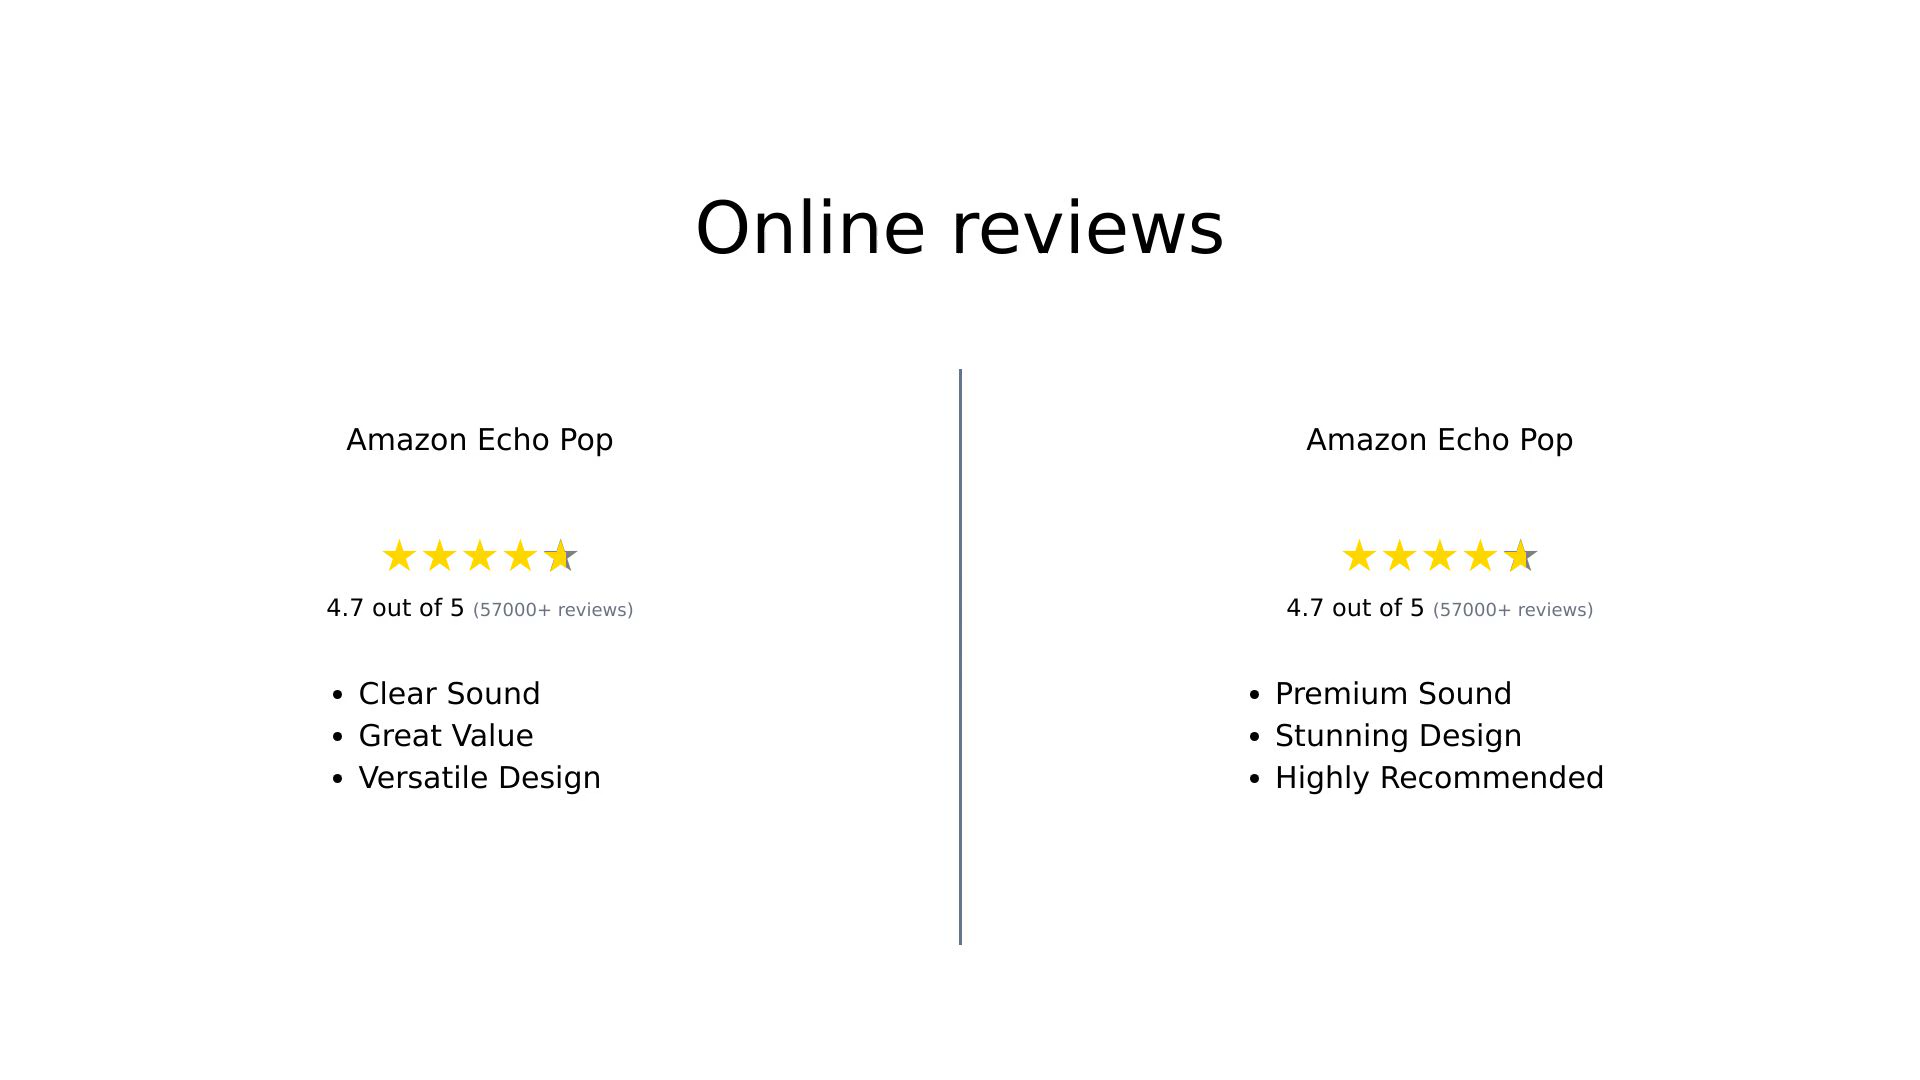 Online reviews
Amazon Echo Pop
4.7 out of 5 (57000+ reviews)
• Clear Sound
• Great Value
• Versatile Design
Amazon Echo Pop
4.7 out of 5 (57000+ reviews)
• Premium Sound
• Stunning Design
• Highly Recommended